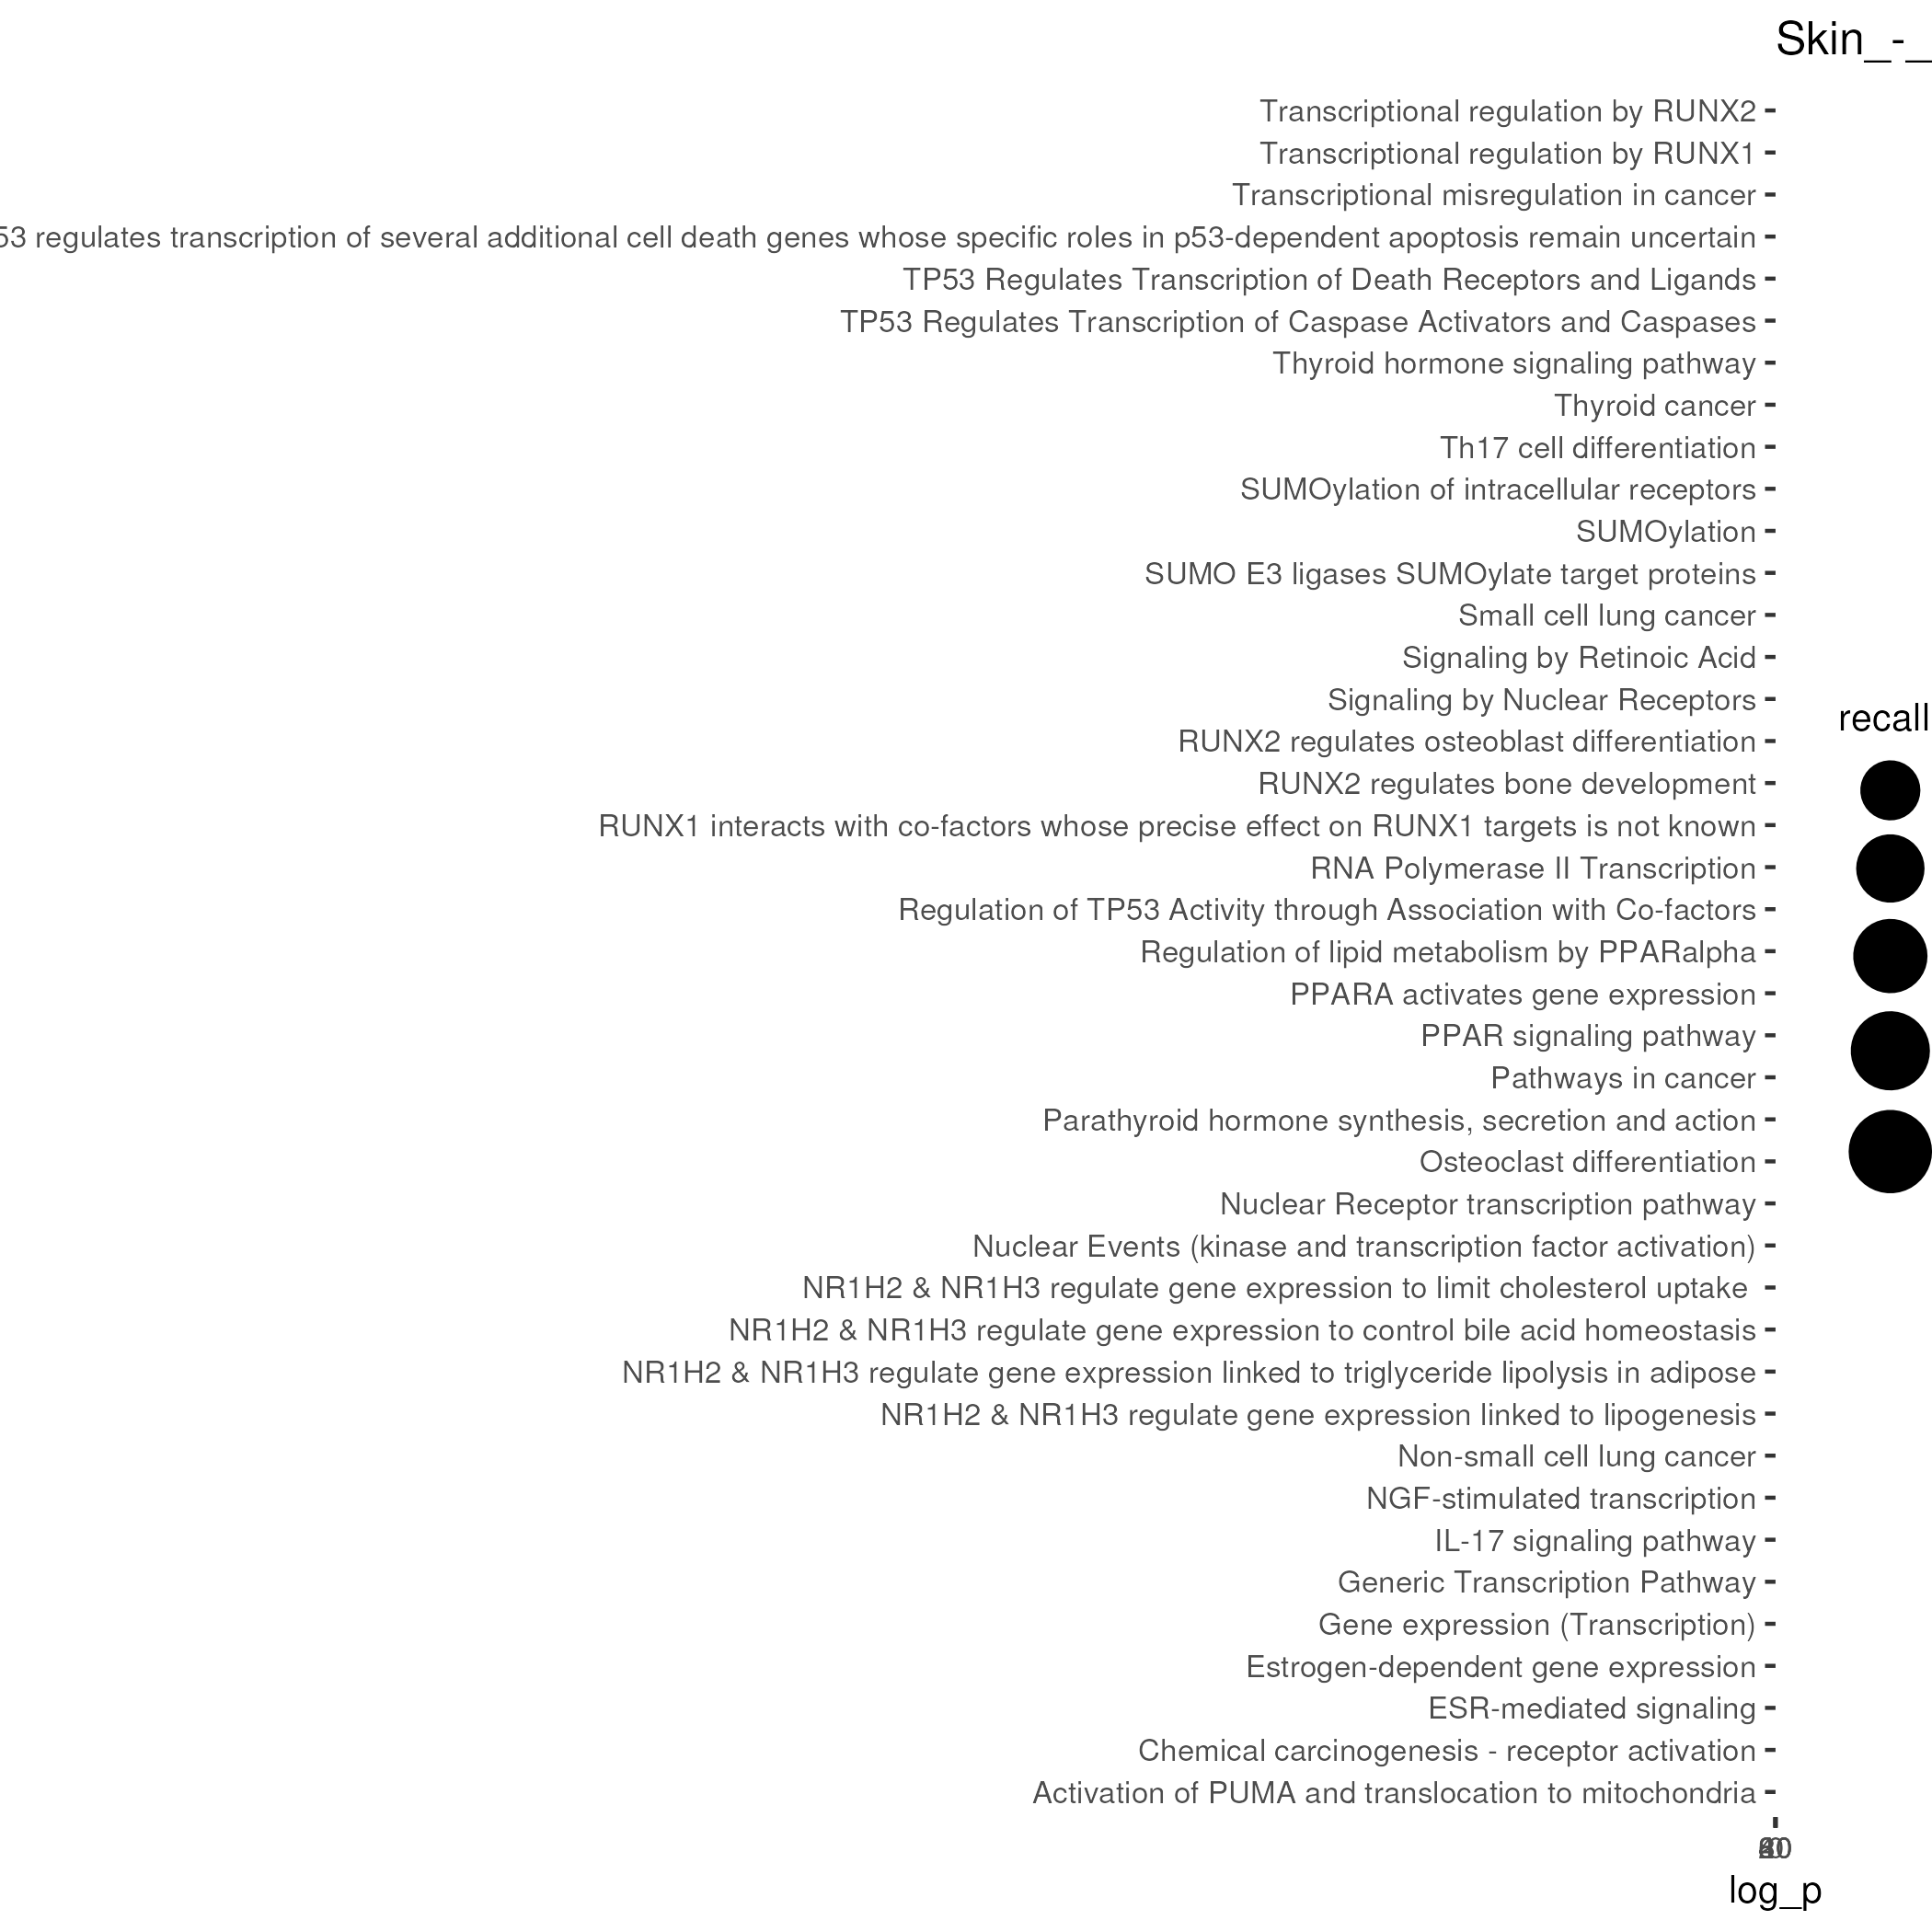 Skin_-_
Transcriptional regulation by RUNX2
Transcriptional regulation by RUNX1
Transcriptional misregulation in cancer
53 regulates transcription of several additional cell death genes whose specific roles in p53-dependent apoptosis remain uncertain
TP53 Regulates Transcription of Death Receptors and Ligands
TP53 Regulates Transcription of Caspase Activators and Caspases
Thyroid hormone signaling pathway
Thyroid cancer
Th17 cell differentiation
SUMOylation of intracellular receptors
SUMOylation
SUMO E3 ligases SUMOylate target proteins
Small cell lung cancer
Signaling by Retinoic Acid
Signaling by Nuclear Receptors
recall
RUNX2 regulates osteoblast differentiation
RUNX2 regulates bone development
RUNX1 interacts with co-factors whose precise effect on RUNX1 targets is not known
RNA Polymerase II Transcription
Regulation of TP53 Activity through Association with Co-factors
Regulation of lipid metabolism by PPARalpha
PPARA activates gene expression
PPAR signaling pathway
Pathways in cancer
Parathyroid hormone synthesis, secretion and action
Osteoclast differentiation
Nuclear Receptor transcription pathway
Nuclear Events (kinase and transcription factor activation)
NR1H2 & NR1H3 regulate gene expression to limit cholesterol uptake
NR1H2 & NR1H3 regulate gene expression to control bile acid homeostasis
NR1H2 & NR1H3 regulate gene expression linked to triglyceride lipolysis in adipose
NR1H2 & NR1H3 regulate gene expression linked to lipogenesis
Non-small cell lung cancer
NGF-stimulated transcription
IL-17 signaling pathway
Generic Transcription Pathway
Gene expression (Transcription)
Estrogen-dependent gene expression
ESR-mediated signaling
Chemical carcinogenesis - receptor activation
Activation of PUMA and translocation to mitochondria
log_p